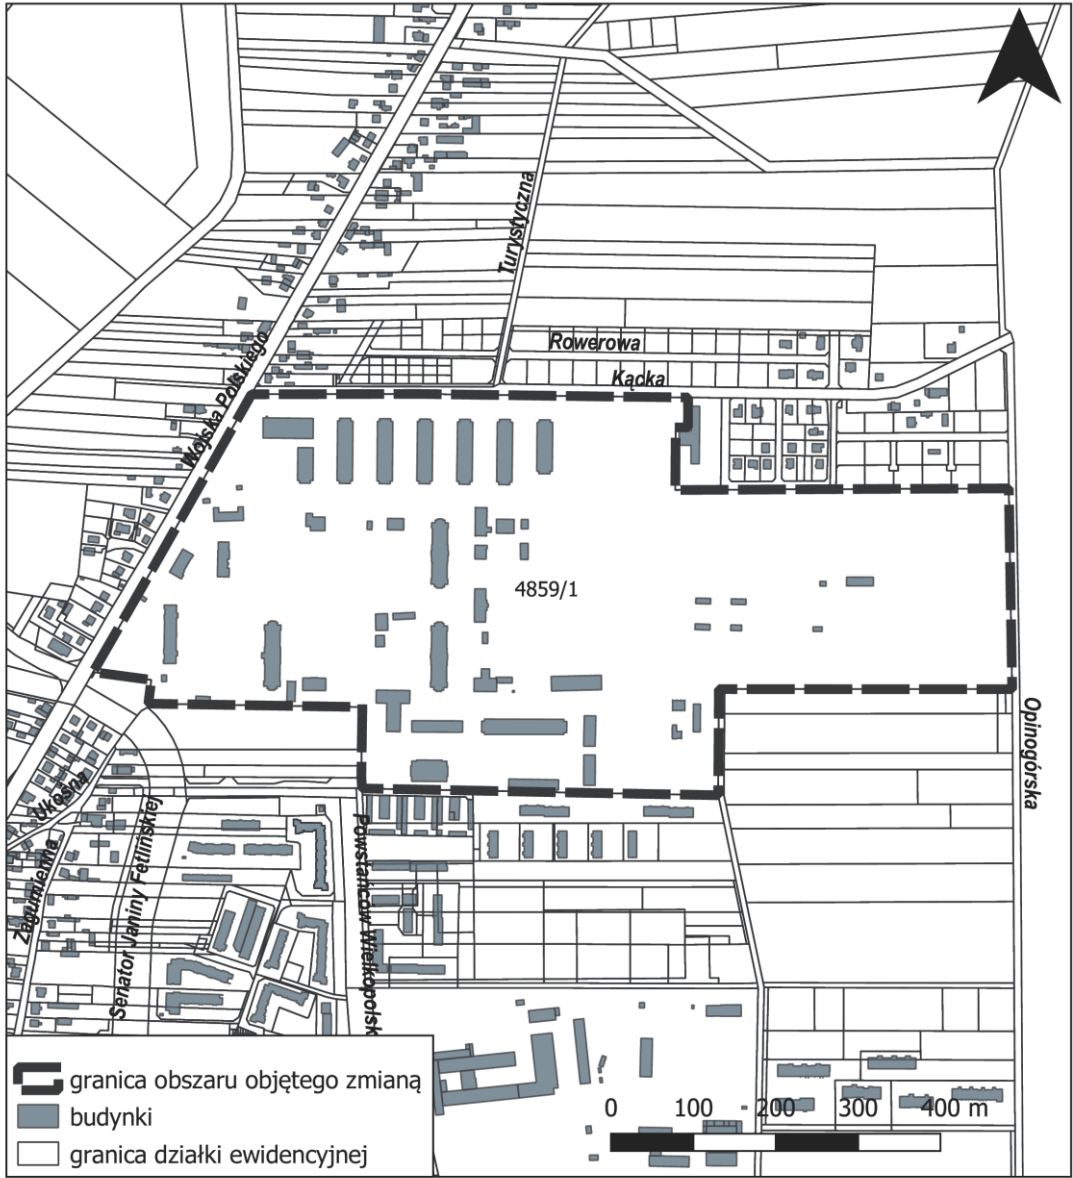 Turystyczna
Rowerowa
Kącka
Wojska Polskiego
4859/1
Opinogórska
Ukośna
Zagumienna
Senator Janiny Fetlińskiej
Powstańców Wielkopolsk
granica obszaru objętego zmianą
budynki
granica działki ewidencyjnej
0 100 200 300 400 m